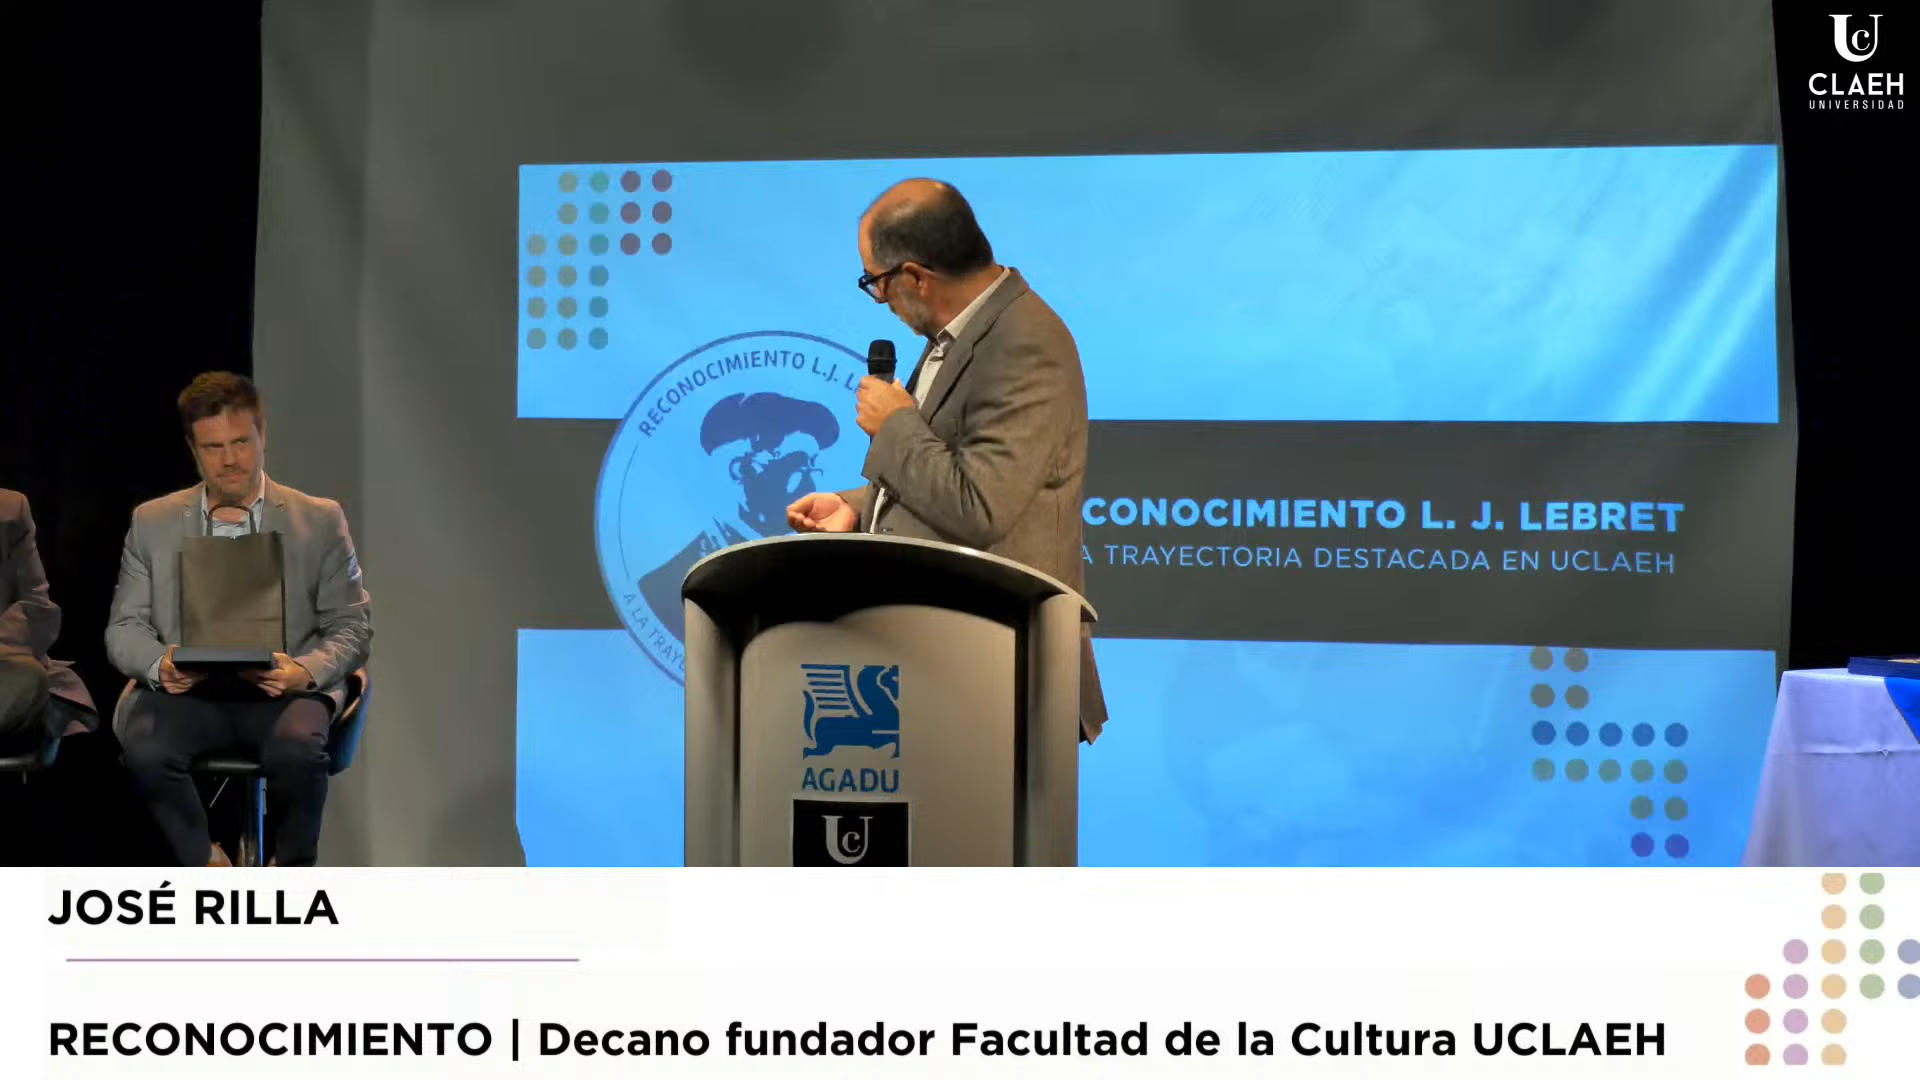 Uc
CLAEH
UNIVERSIDAD
RECONOCIMIENTO L.J.
CONOCIMIENTO L. J. LEBRET
A TRAYECTORIA DESTACADA EN UCLAEH
A LA
AGADU
Uc
JOSÉ RILLA
RECONOCIMIENTO | Decano fundador Facultad de la Cultura UCLAEH